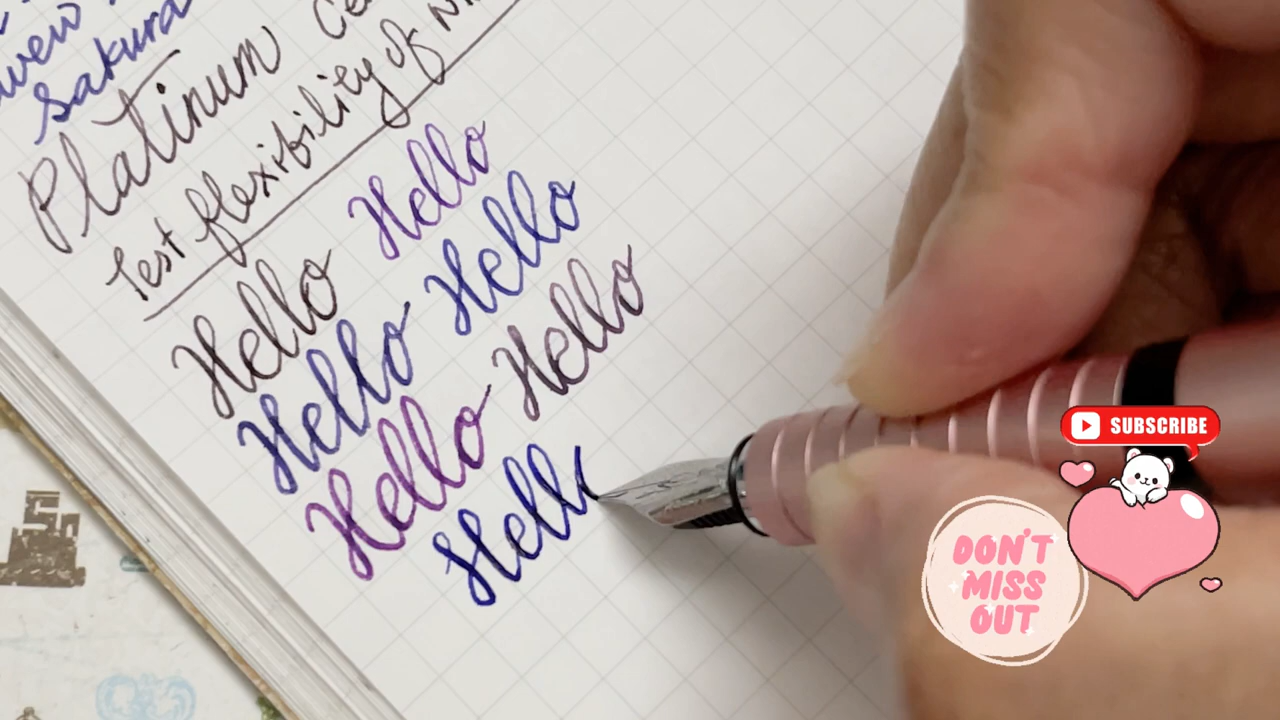 Sakura
Platinum
Test flexibility of
Hello Hello
Hello Hello
Hello Hello
Hell
SUBSCRIBE
DON'T
MISS
OUT